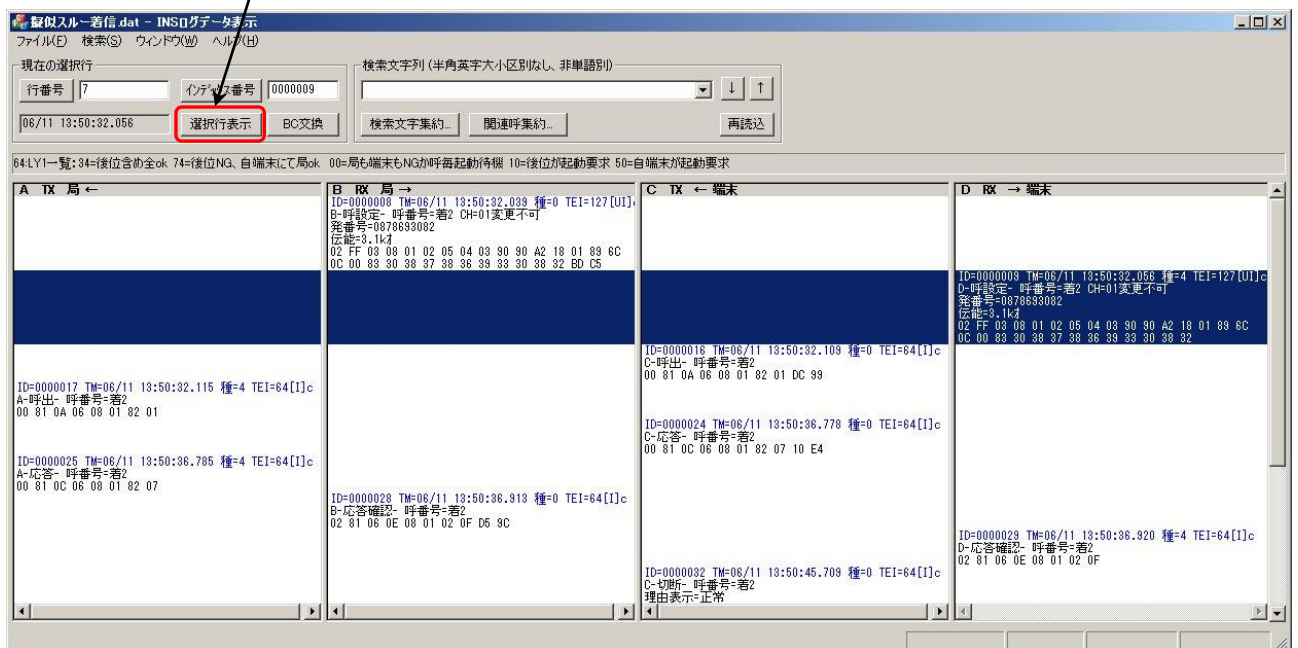 疑似スルー着信.dat - INSログデータ表示
ファイル(F) 検索(S) ウィンドウ(W) ヘルプ(H)
現在の選択行
検索文字列(半角英字大小区別なし、非単語別)
行番号 7 インデックス番号 0000009
↓ ↑
06/11 13:50:32.056 選択行表示 BC交換 検索文字集約... 関連呼集約... 再読込
64:LY1一覧:34=後位含め全ok 74=後位NG、自端末にて局ok 00=局も端末もNGか呼毎起動待機 10=後位が起動要求 50=自端末が起動要求
A TX 局←
ID=0000017 TM=06/11 13:50:32.115 種=4 TEI=64[I]c
A-呼出- 呼番号=着2
00 81 0A 06 08 01 82 01
ID=0000025 TM=06/11 13:50:36.785 種=4 TEI=64[I]c
A-応答- 呼番号=着2
00 81 0C 06 08 01 82 07
B RX 局→
ID=0000008 TM=06/11 13:50:32.039 種=0 TEI=127[UI]
B-呼設定- 呼番号=着2 CH=01変更不可
発番号=0878693082
伝能=3.1kオ
02 FF 03 08 01 02 05 04 03 90 90 A2 18 01 89 6C
0C 00 83 30 38 37 38 36 39 33 30 38 32 BD C5
ID=0000028 TM=06/11 13:50:36.913 種=0 TEI=64[I]c
B-応答確認- 呼番号=着2
02 81 06 0E 08 01 02 0F D5 9C
C TX ←端末
ID=0000016 TM=06/11 13:50:32.109 種=0 TEI=64[I]c
C-呼出- 呼番号=着2
00 81 0A 06 08 01 82 01 DC 99
ID=0000024 TM=06/11 13:50:36.778 種=0 TEI=64[I]c
C-応答- 呼番号=着2
00 81 0C 06 08 01 82 07 10 E4
ID=0000032 TM=06/11 13:50:45.709 種=0 TEI=64[I]c
C-切断- 呼番号=着2
理由表示=正常
D RX →端末
ID=0000009 TM=06/11 13:50:32.056 種=4 TEI=127[UI]c
D-呼設定- 呼番号=着2 CH=01変更不可
発番号=0878693082
伝能=3.1kオ
02 FF 03 08 01 02 05 04 03 90 90 A2 18 01 89 6C
0C 00 83 30 38 37 38 36 39 33 30 38 32
ID=0000029 TM=06/11 13:50:36.920 種=4 TEI=64[I]c
D-応答確認- 呼番号=着2
02 81 06 0E 08 01 02 0F